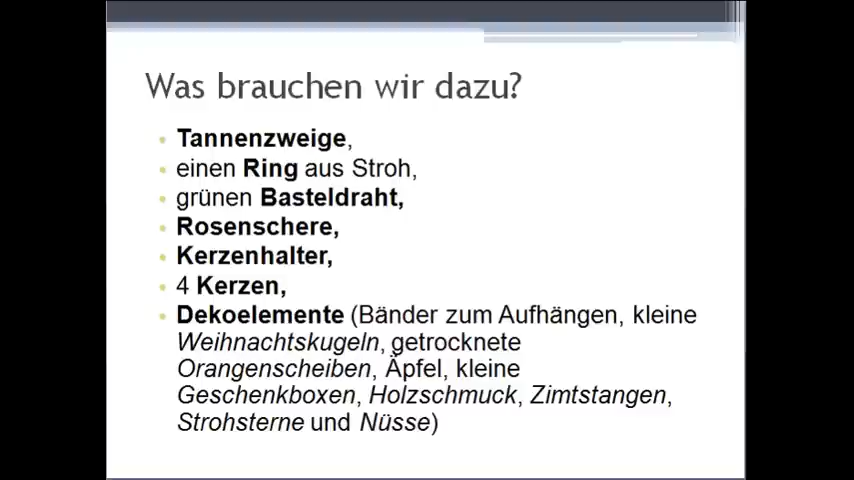 Was brauchen wir dazu?
• Tannenzweige,
• einen Ring aus Stroh,
• grünen Basteldraht,
• Rosenschere,
• Kerzenhalter,
• 4 Kerzen,
• Dekoelemente (Bänder zum Aufhängen, kleine
Weihnachtskugeln, getrocknete
Orangenscheiben, Äpfel, kleine
Geschenkboxen, Holzschmuck, Zimtstangen,
Strohsterne und Nüsse)